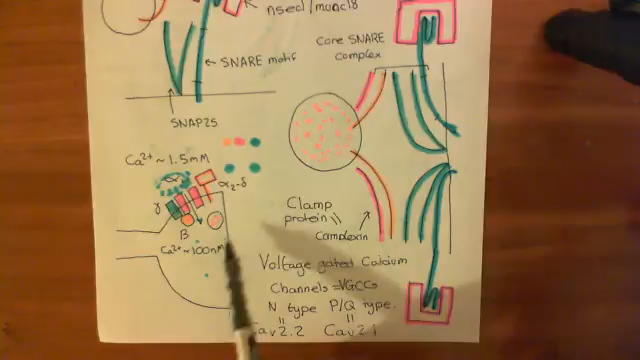 nsec1/munc18
SNARE motif
SNAP25
Core SNARE
complex
Ca²⁺ ~ 1.5mM
α₁
α₂-δ
γ
β
Ca²⁺ ~ 100nM
Clamp
protein
Complexin
Voltage gated Calcium
Channels = VGCCs
N type P/Q type.
Cav2.2 Cav2.1